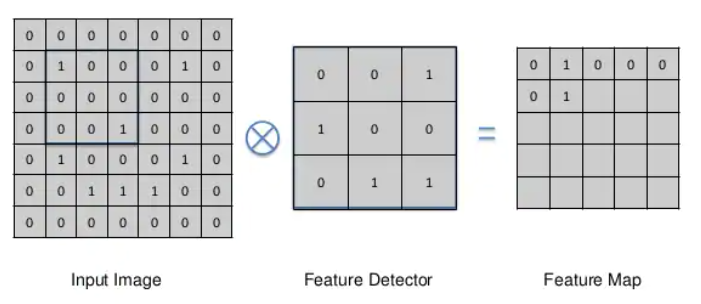 0 0 0 0 0 0 0
0 1 0 0 0 1 0
0 0 0 0 0 0 0
0 0 0 1 0 0 0
0 1 0 0 0 1 0
0 0 1 1 1 0 0
0 0 0 0 0 0 0
Input Image
0 0 1
1 0 0
0 1 1
Feature Detector
=
0 1 0 0 0
0 1
Feature Map